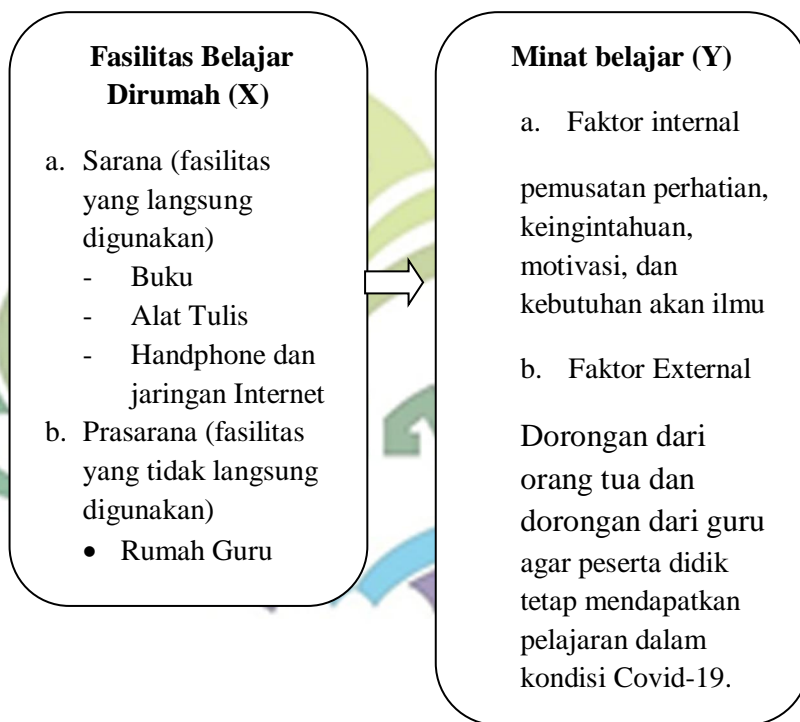 Fasilitas Belajar
Dirumah (X)
a. Sarana (fasilitas
yang langsung
digunakan)
- Buku
- Alat Tulis
- Handphone dan
jaringan Internet
b. Prasarana (fasilitas
yang tidak langsung
digunakan)
• Rumah Guru
Minat belajar (Y)
a. Faktor internal
pemusatan perhatian,
keingintahuan,
motivasi, dan
kebutuhan akan ilmu
b. Faktor External
Dorongan dari
orang tua dan
dorongan dari guru
agar peserta didik
tetap mendapatkan
pelajaran dalam
kondisi Covid-19.